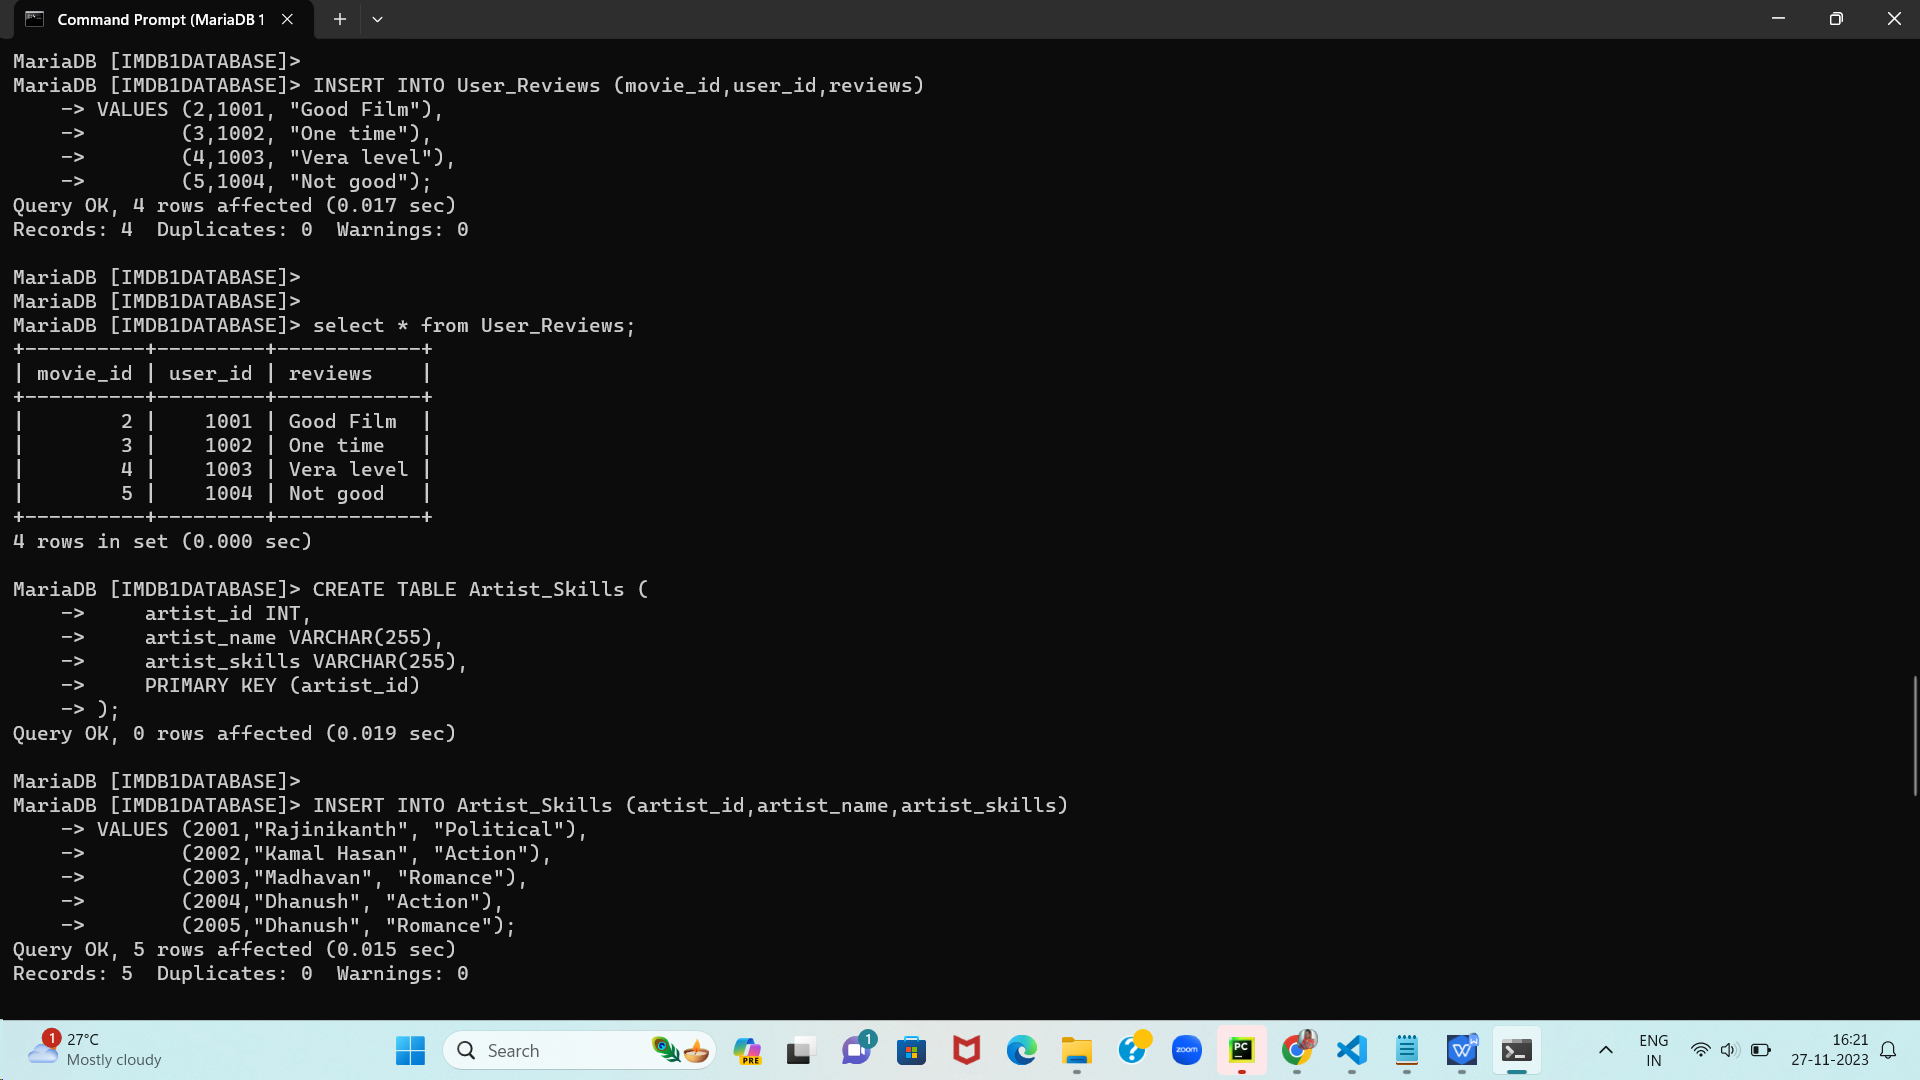 Command Prompt (MariaDB 1
MariaDB [IMDB1DATABASE]>
MariaDB [IMDB1DATABASE]> INSERT INTO User_Reviews (movie_id,user_id,reviews)
    -> VALUES (2,1001, "Good Film"),
    ->        (3,1002, "One time"),
    ->        (4,1003, "Vera level"),
    ->        (5,1004, "Not good");
Query OK, 4 rows affected (0.017 sec)
Records: 4  Duplicates: 0  Warnings: 0
MariaDB [IMDB1DATABASE]>
MariaDB [IMDB1DATABASE]>
MariaDB [IMDB1DATABASE]> select * from User_Reviews;
+----------+---------+------------+
| movie_id | user_id | reviews    |
+----------+---------+------------+
|        2 |    1001 | Good Film  |
|        3 |    1002 | One time   |
|        4 |    1003 | Vera level |
|        5 |    1004 | Not good   |
+----------+---------+------------+
4 rows in set (0.000 sec)
MariaDB [IMDB1DATABASE]> CREATE TABLE Artist_Skills (
    ->     artist_id INT,
    ->     artist_name VARCHAR(255),
    ->     artist_skills VARCHAR(255),
    ->     PRIMARY KEY (artist_id)
    -> );
Query OK, 0 rows affected (0.019 sec)
MariaDB [IMDB1DATABASE]>
MariaDB [IMDB1DATABASE]> INSERT INTO Artist_Skills (artist_id,artist_name,artist_skills)
    -> VALUES (2001,"Rajinikanth", "Political"),
    ->        (2002,"Kamal Hasan", "Action"),
    ->        (2003,"Madhavan", "Romance"),
    ->        (2004,"Dhanush", "Action"),
    ->        (2005,"Dhanush", "Romance");
Query OK, 5 rows affected (0.015 sec)
Records: 5  Duplicates: 0  Warnings: 0
1
27°C
Mostly cloudy
Search
PRE
1
zoom
PC
W
ENG
IN
16:21
27-11-2023